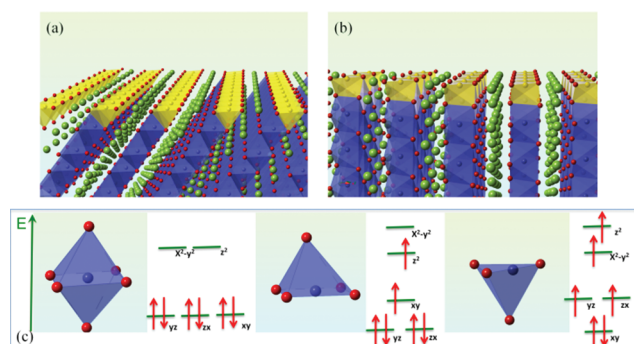 (a)
(b)
E
X²-y² z²
yz zx xy
X²-y²
z²
xy
yz zx
z²
X²-y²
yz zx
xy
(c)